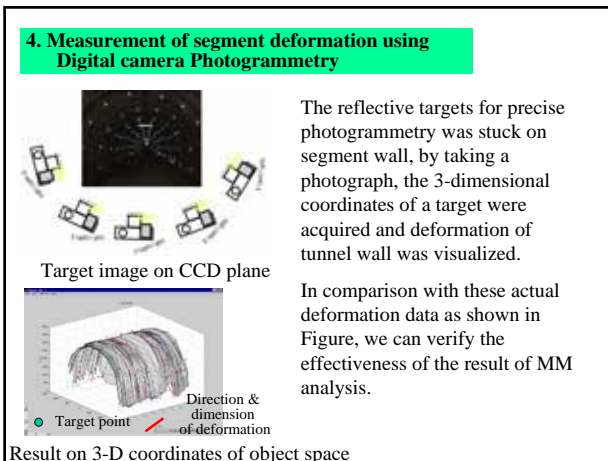 4. Measurement of segment deformation using
Digital camera Photogrammetry
The reflective targets for precise
photogrammetry was stuck on
segment wall, by taking a
photograph, the 3-dimensional
coordinates of a target were
acquired and deformation of
tunnel wall was visualized.
In comparison with these actual
deformation data as shown in
Figure, we can verify the
effectiveness of the result of MM
analysis.
Target image on CCD plane
Target point
Direction &
dimension
of deformation
Result on 3-D coordinates of object space